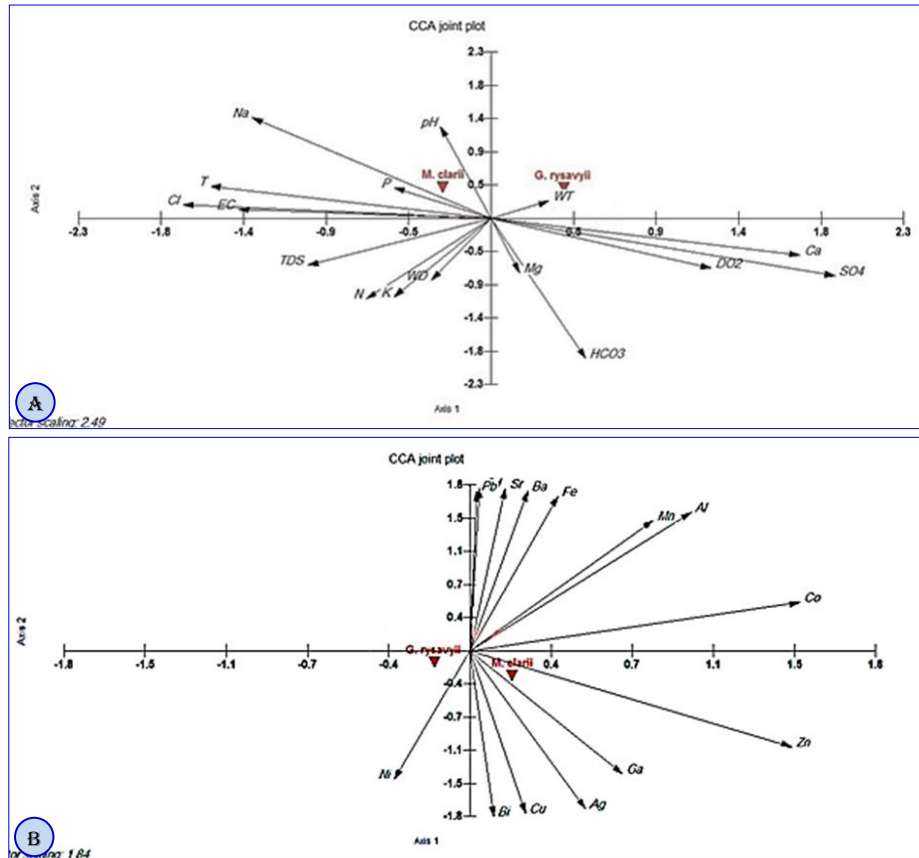 CCA joint plot
2.3
1.8
1.4
0.9
0.5
-0.5
-0.9
-1.4
-1.8
-2.3
-2.3 -1.8 -1.4 -0.9 -0.5 0.5 0.9 1.4 1.8 2.3
Axis 2
Axis 1
Na
pH
T
P
M. clarii
G. rysavyii
WT
Cl
EC
TDS
WD
N
K
Mg
DO2
Ca
SO4
HCO3
A
ector scaling: 2.49
CCA joint plot
1.8
1.5
1.1
0.7
0.4
-0.4
-0.7
-1.1
-1.5
-1.8
-1.8 -1.5 -1.1 -0.7 -0.4 0.4 0.7 1.1 1.5 1.8
Axis 2
Axis 1
Pb
Sr
Ba
Fe
Mn
Al
Co
G. rysavyii
M. clarii
Zn
Ga
Ni
Bi
Cu
Ag
B
tor scaling: 1.84